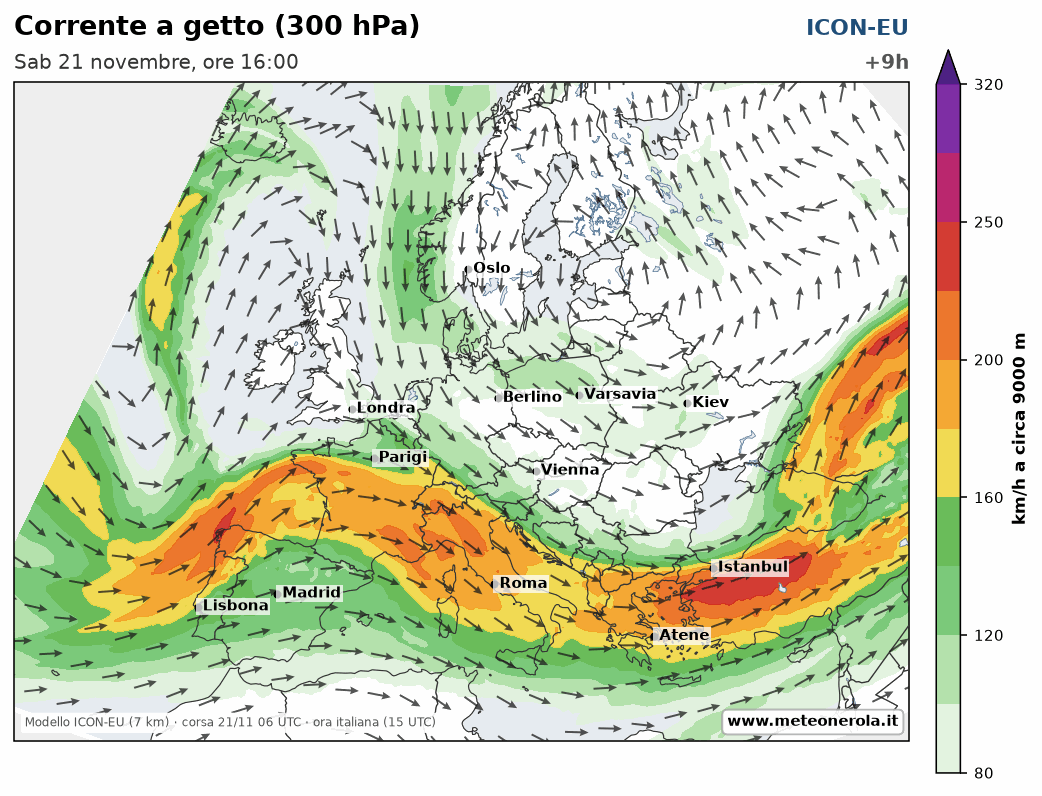 Corrente a getto (300 hPa)
ICON-EU
Sab 21 novembre, ore 16:00
+9h
320
250
200
160
120
80
km/h a circa 9000 m
Oslo
Londra
Berlino
Varsavia
Kiev
Parigi
Vienna
Istanbul
Roma
Madrid
Lisbona
Atene
Modello ICON-EU (7 km) · corsa 21/11 06 UTC · ora italiana (15 UTC)
www.meteonerola.it